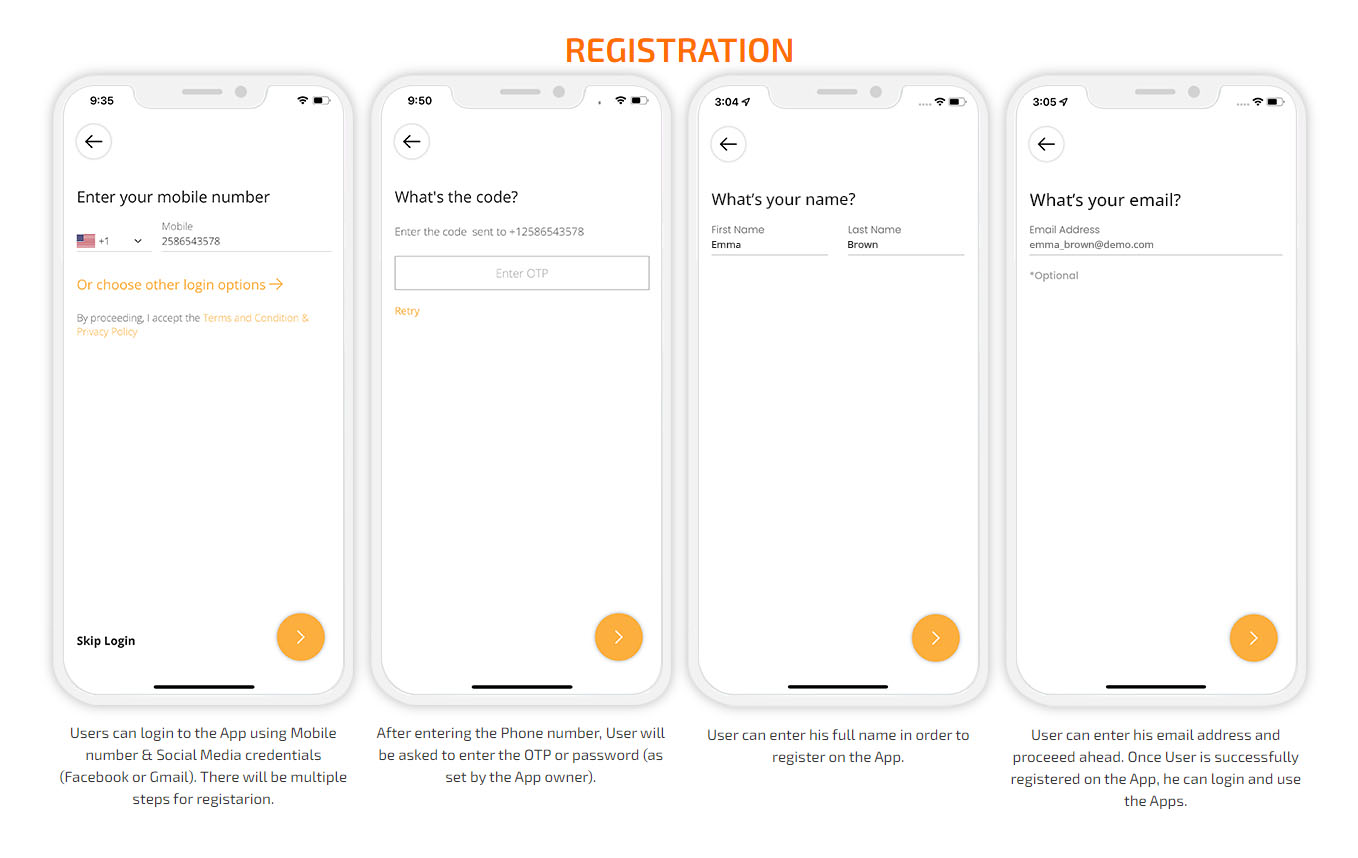 REGISTRATION
9:35
Enter your mobile number
Mobile
+1
2586543578
Or choose other login options
By proceeding, I accept the Terms and Condition &
Privacy Policy
Skip Login
Users can login to the App using Mobile
number & Social Media credentials
(Facebook or Gmail). There will be multiple
steps for registarion.
9:50
What's the code?
Enter the code sent to +12586543578
Enter OTP
Retry
After entering the Phone number, User will
be asked to enter the OTP or password (as
set by the App owner).
3:04
What's your name?
First Name
Last Name
Emma
Brown
User can enter his full name in order to
register on the App.
3:05
What's your email?
Email Address
emma_brown@demo.com
*Optional
User can enter his email address and
proceeed ahead. Once User is successfully
registered on the App, he can login and use
the Apps.